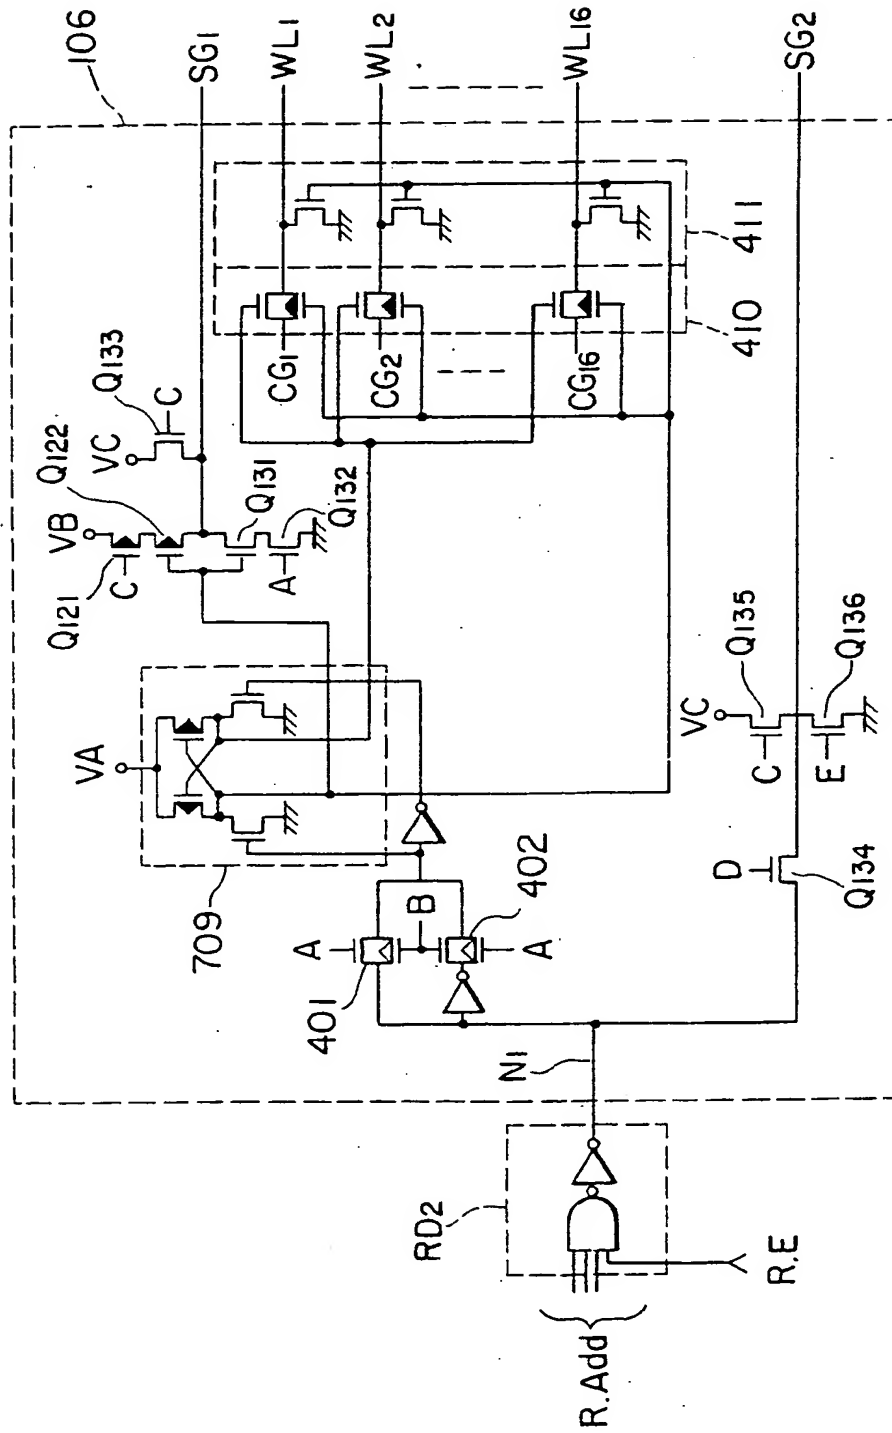 106
SG1
WL1
WL2
WL16
SG2
Q133
VC
C
Q122
VB
Q121
C
Q131
Q132
A
CG1
CG2
CG16
411
410
VA
709
A
401
B
402
A
VC
Q135
C
Q136
E
D
Q134
N1
RD2
R.E
R.Add